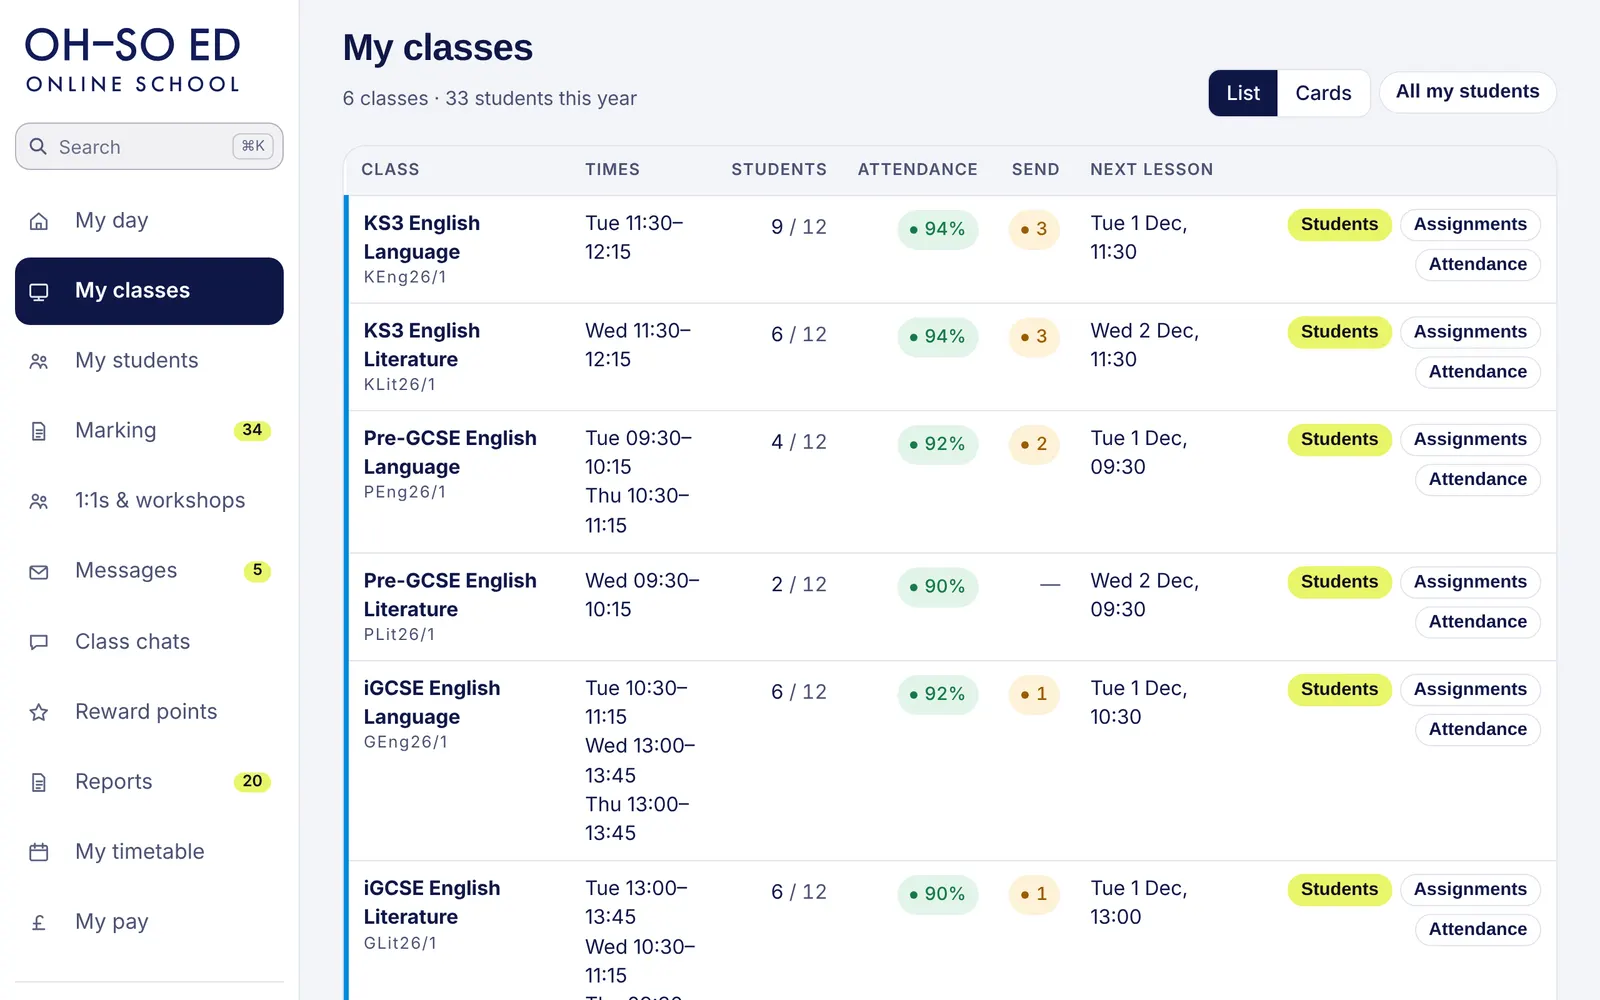 OH–SO ED
ONLINE SCHOOL
Search ⌘K
My day
My classes
My students
Marking 34
1:1s & workshops
Messages 5
Class chats
Reward points
Reports 20
My timetable
£ My pay
My classes
6 classes · 33 students this year
List Cards All my students
CLASS TIMES STUDENTS ATTENDANCE SEND NEXT LESSON
KS3 English Tue 11:30– 9 / 12 94% 3 Tue 1 Dec, Students Assignments
Language 12:15 11:30 Attendance
KEng26/1
KS3 English Wed 11:30– 6 / 12 94% 3 Wed 2 Dec, Students Assignments
Literature 12:15 11:30 Attendance
KLit26/1
Pre-GCSE English Tue 09:30– 4 / 12 92% 2 Tue 1 Dec, Students Assignments
Language 10:15 09:30 Attendance
PEng26/1 Thu 10:30–
11:15
Pre-GCSE English Wed 09:30– 2 / 12 90% — Wed 2 Dec, Students Assignments
Literature 10:15 09:30 Attendance
PLit26/1
iGCSE English Tue 10:30– 6 / 12 92% 1 Tue 1 Dec, Students Assignments
Language 11:15 10:30 Attendance
GEng26/1 Wed 13:00–
13:45
Thu 13:00–
13:45
iGCSE English Tue 13:00– 6 / 12 90% 1 Tue 1 Dec, Students Assignments
Literature 13:45 13:00 Attendance
GLit26/1 Wed 10:30–
11:15